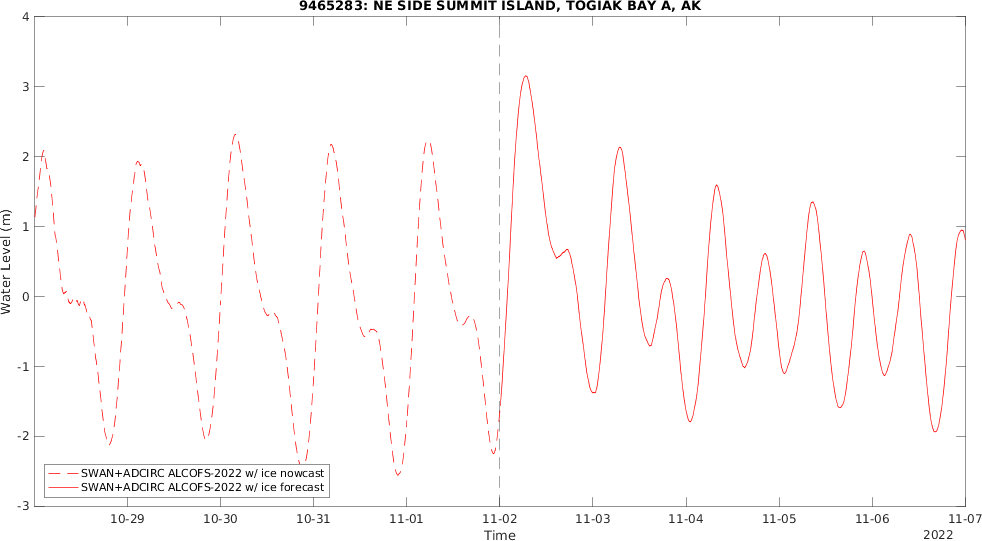 9465283: NE SIDE SUMMIT ISLAND, TOGIAK BAY A, AK
4
3
2
1
0
-1
-2
-3
Water Level (m)
SWAN+ADCIRC ALCOFS-2022 w/ ice nowcast
SWAN+ADCIRC ALCOFS-2022 w/ ice forecast
10-29 10-30 10-31 11-01 11-02 11-03 11-04 11-05 11-06 11-07
Time
2022